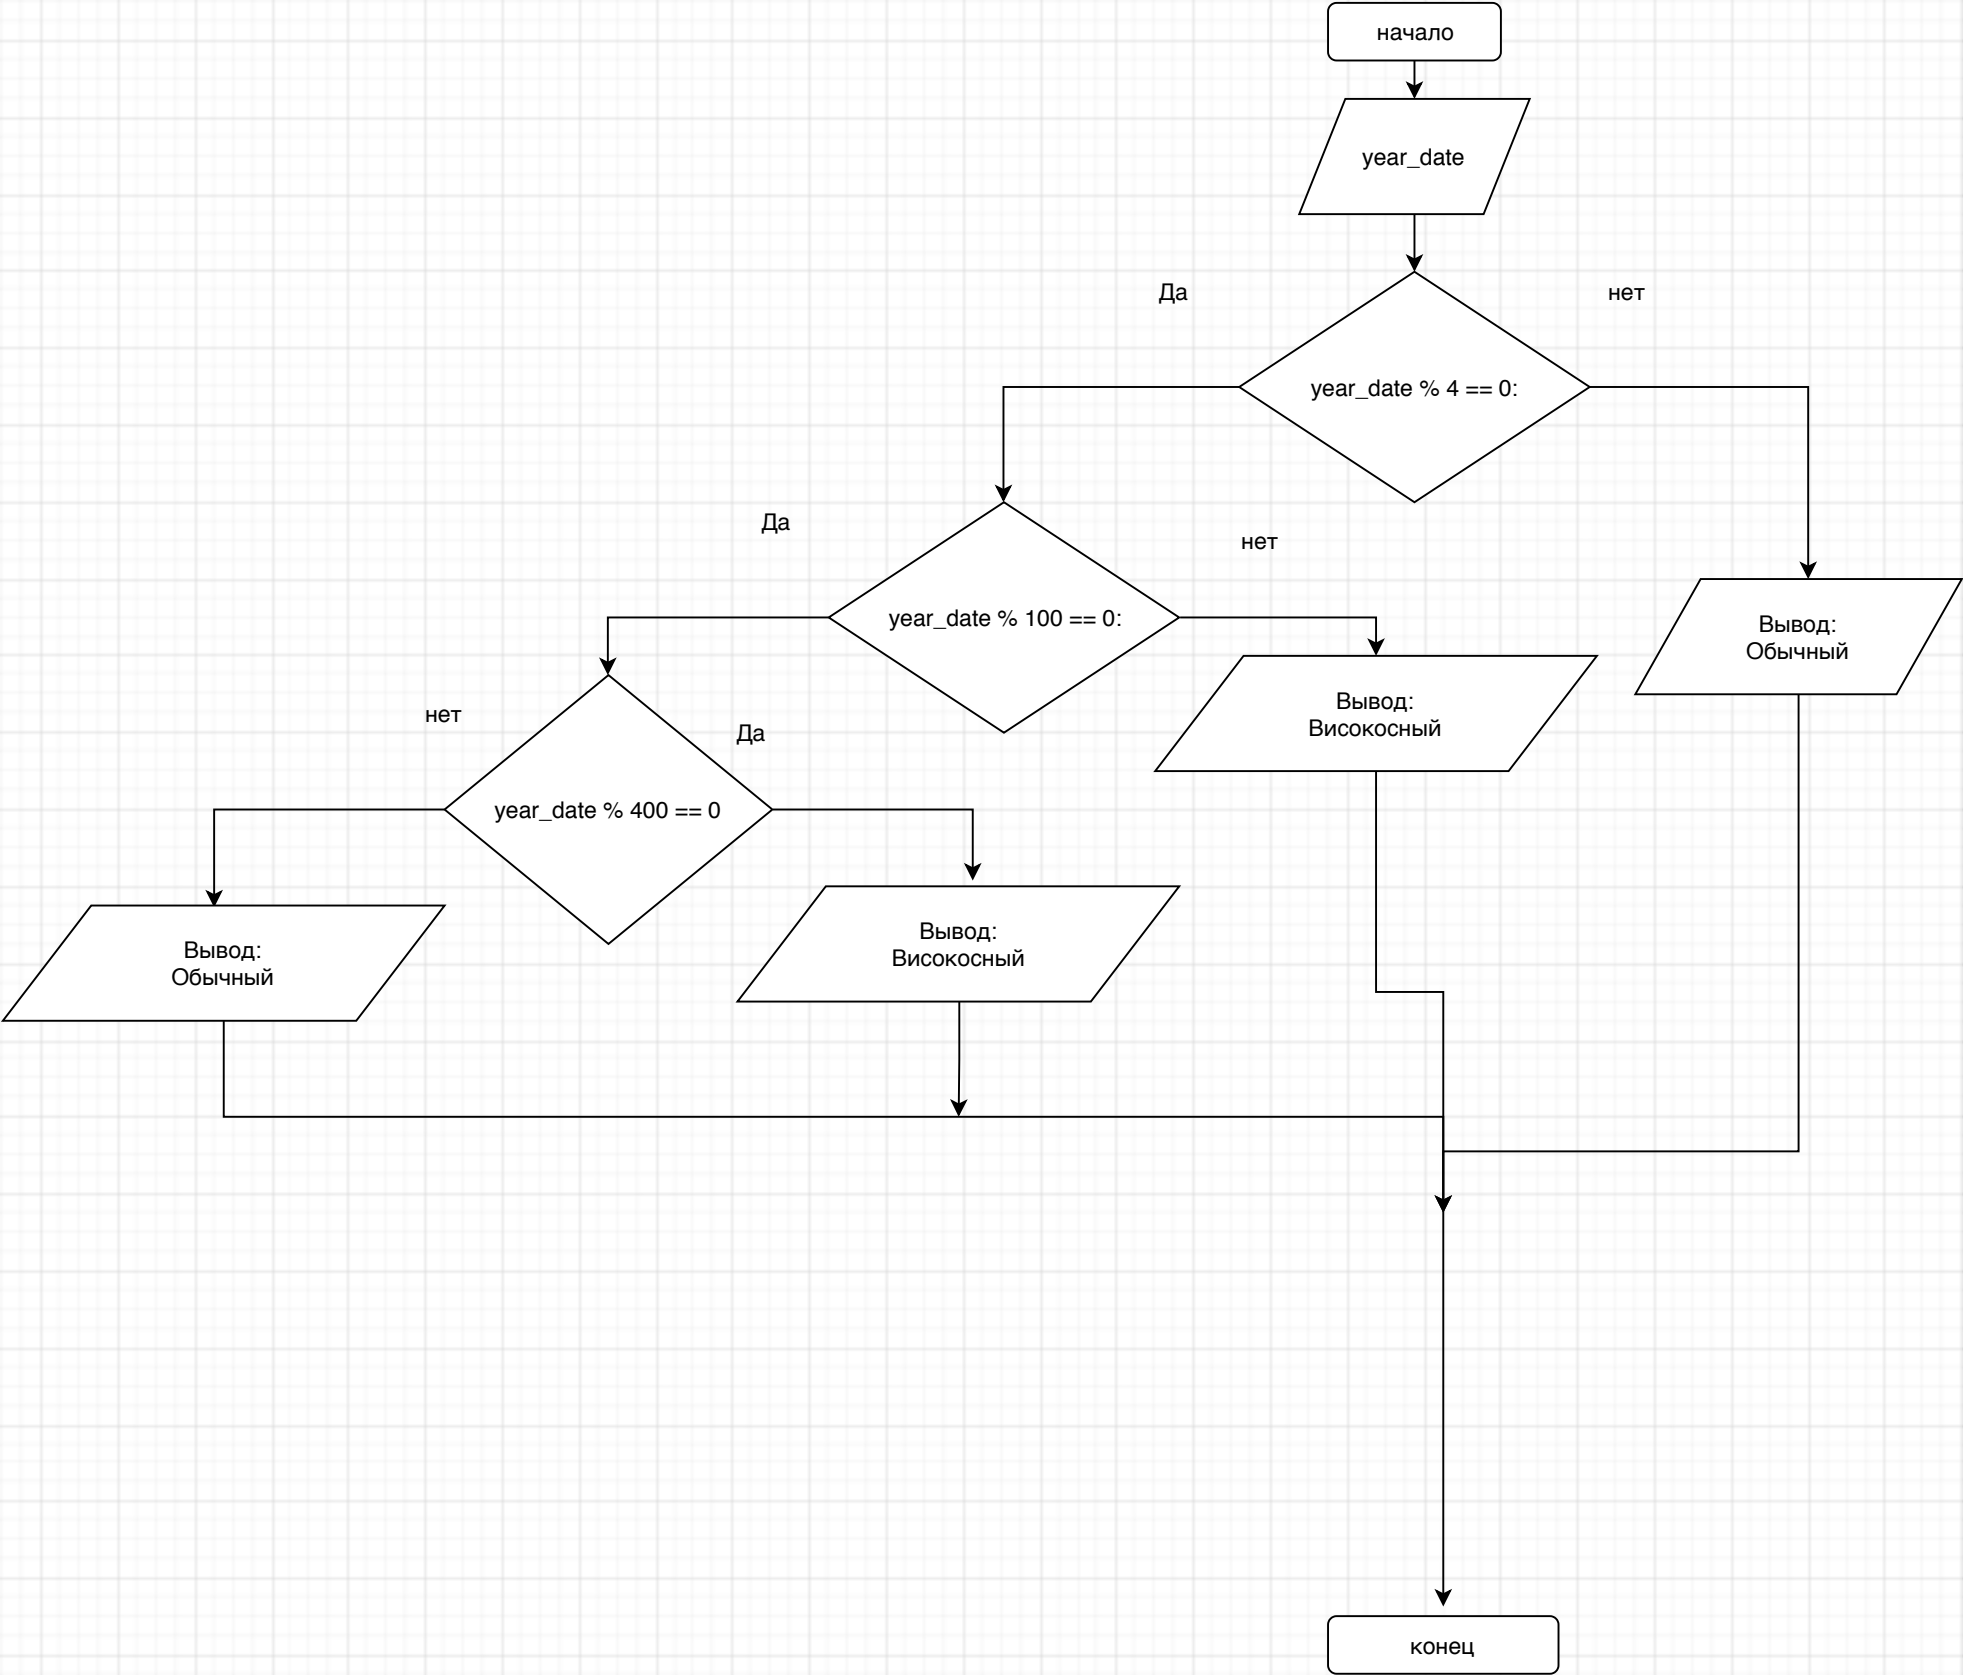 начало
year_date
Да
нет
year_date % 4 == 0:
Да
нет
year_date % 100 == 0:
Вывод:
Обычный
Вывод:
Високосный
нет
Да
year_date % 400 == 0
Вывод:
Високосный
Вывод:
Обычный
конец